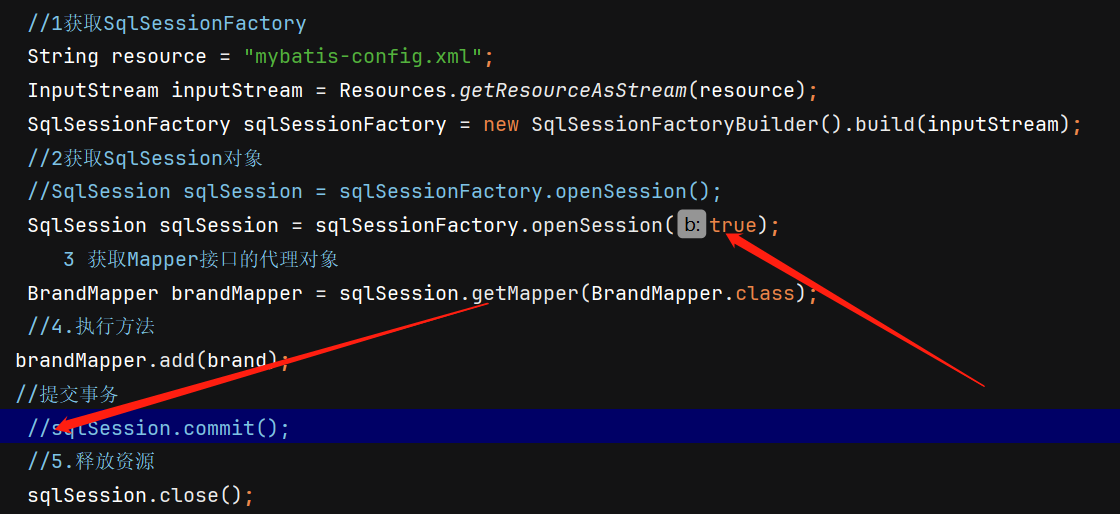 //1获取SqlSessionFactory
String resource = "mybatis-config.xml";
InputStream inputStream = Resources.getResourceAsStream(resource);
SqlSessionFactory sqlSessionFactory = new SqlSessionFactoryBuilder().build(inputStream);
//2获取SqlSession对象
//SqlSession sqlSession = sqlSessionFactory.openSession();
SqlSession sqlSession = sqlSessionFactory.openSession( b: true);
3 获取Mapper接口的代理对象
BrandMapper brandMapper = sqlSession.getMapper(BrandMapper.class);
//4.执行方法
brandMapper.add(brand);
//提交事务
//sqlSession.commit();
//5.释放资源
sqlSession.close();